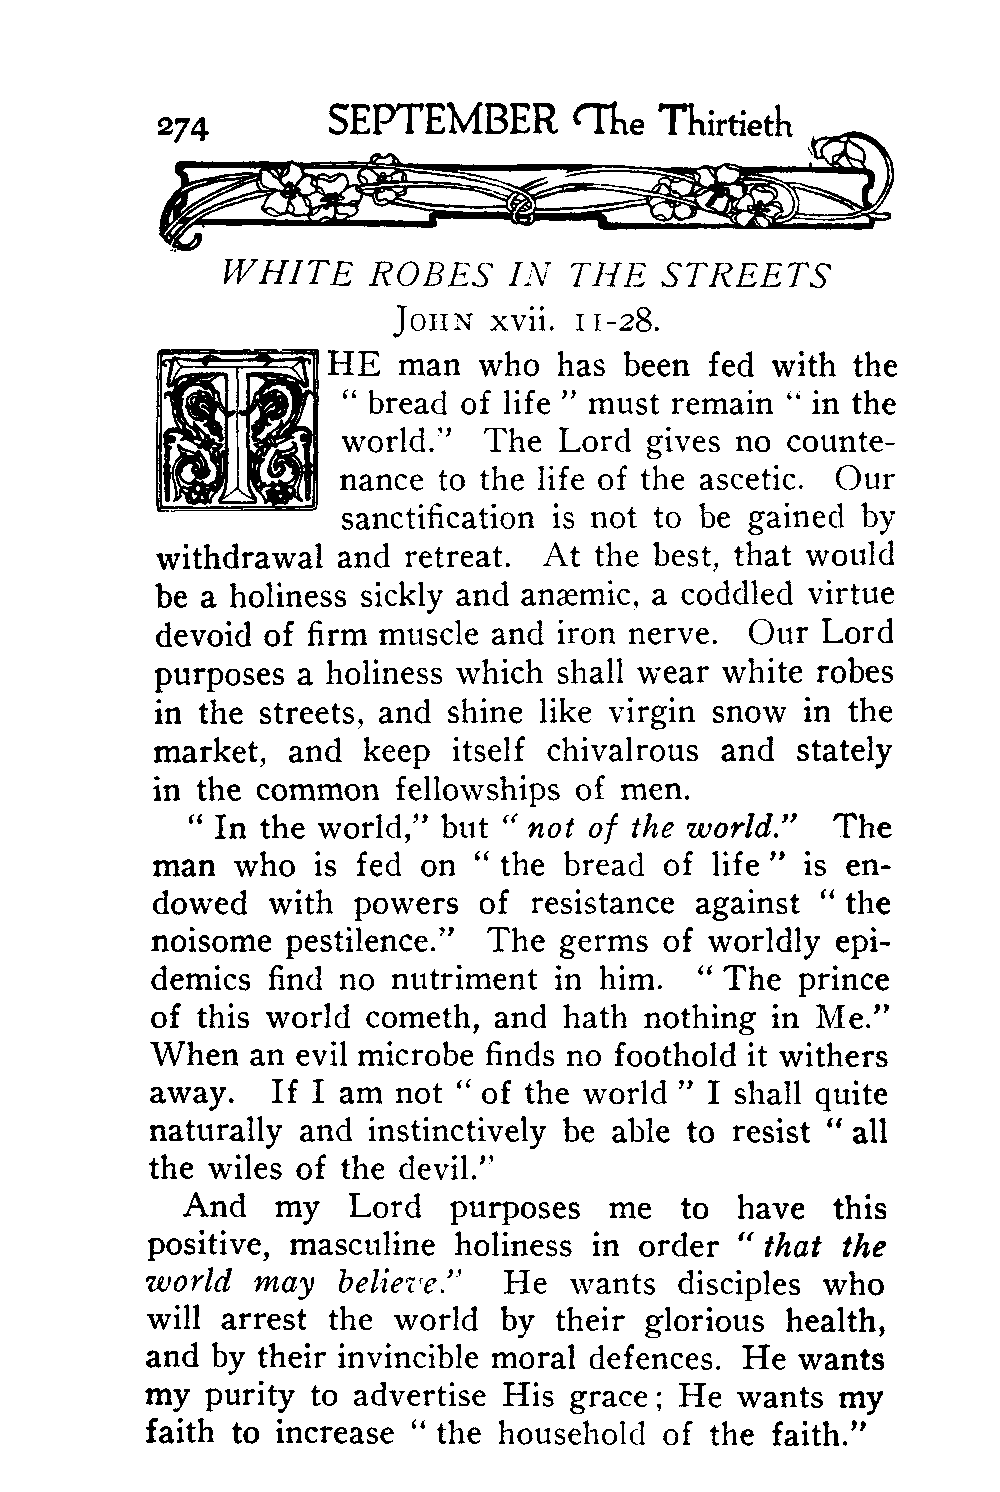 274 SEPTEMBER The Thirtieth
WHITE ROBES IN THE STREETS
JOHN xvii. 11-28.
THE man who has been fed with the
“ bread of life ” must remain “ in the
world.” The Lord gives no counte-
nance to the life of the ascetic. Our
sanctification is not to be gained by
withdrawal and retreat. At the best, that would
be a holiness sickly and anæmic, a coddled virtue
devoid of firm muscle and iron nerve. Our Lord
purposes a holiness which shall wear white robes
in the streets, and shine like virgin snow in the
market, and keep itself chivalrous and stately
in the common fellowships of men.
“ In the world,” but “ not of the world.” The
man who is fed on “ the bread of life ” is en-
dowed with powers of resistance against “ the
noisome pestilence.” The germs of worldly epi-
demics find no nutriment in him. “ The prince
of this world cometh, and hath nothing in Me.”
When an evil microbe finds no foothold it withers
away. If I am not “ of the world ” I shall quite
naturally and instinctively be able to resist “ all
the wiles of the devil.”
And my Lord purposes me to have this
positive, masculine holiness in order “ that the
world may believe.” He wants disciples who
will arrest the world by their glorious health,
and by their invincible moral defences. He wants
my purity to advertise His grace ; He wants my
faith to increase “ the household of the faith.”